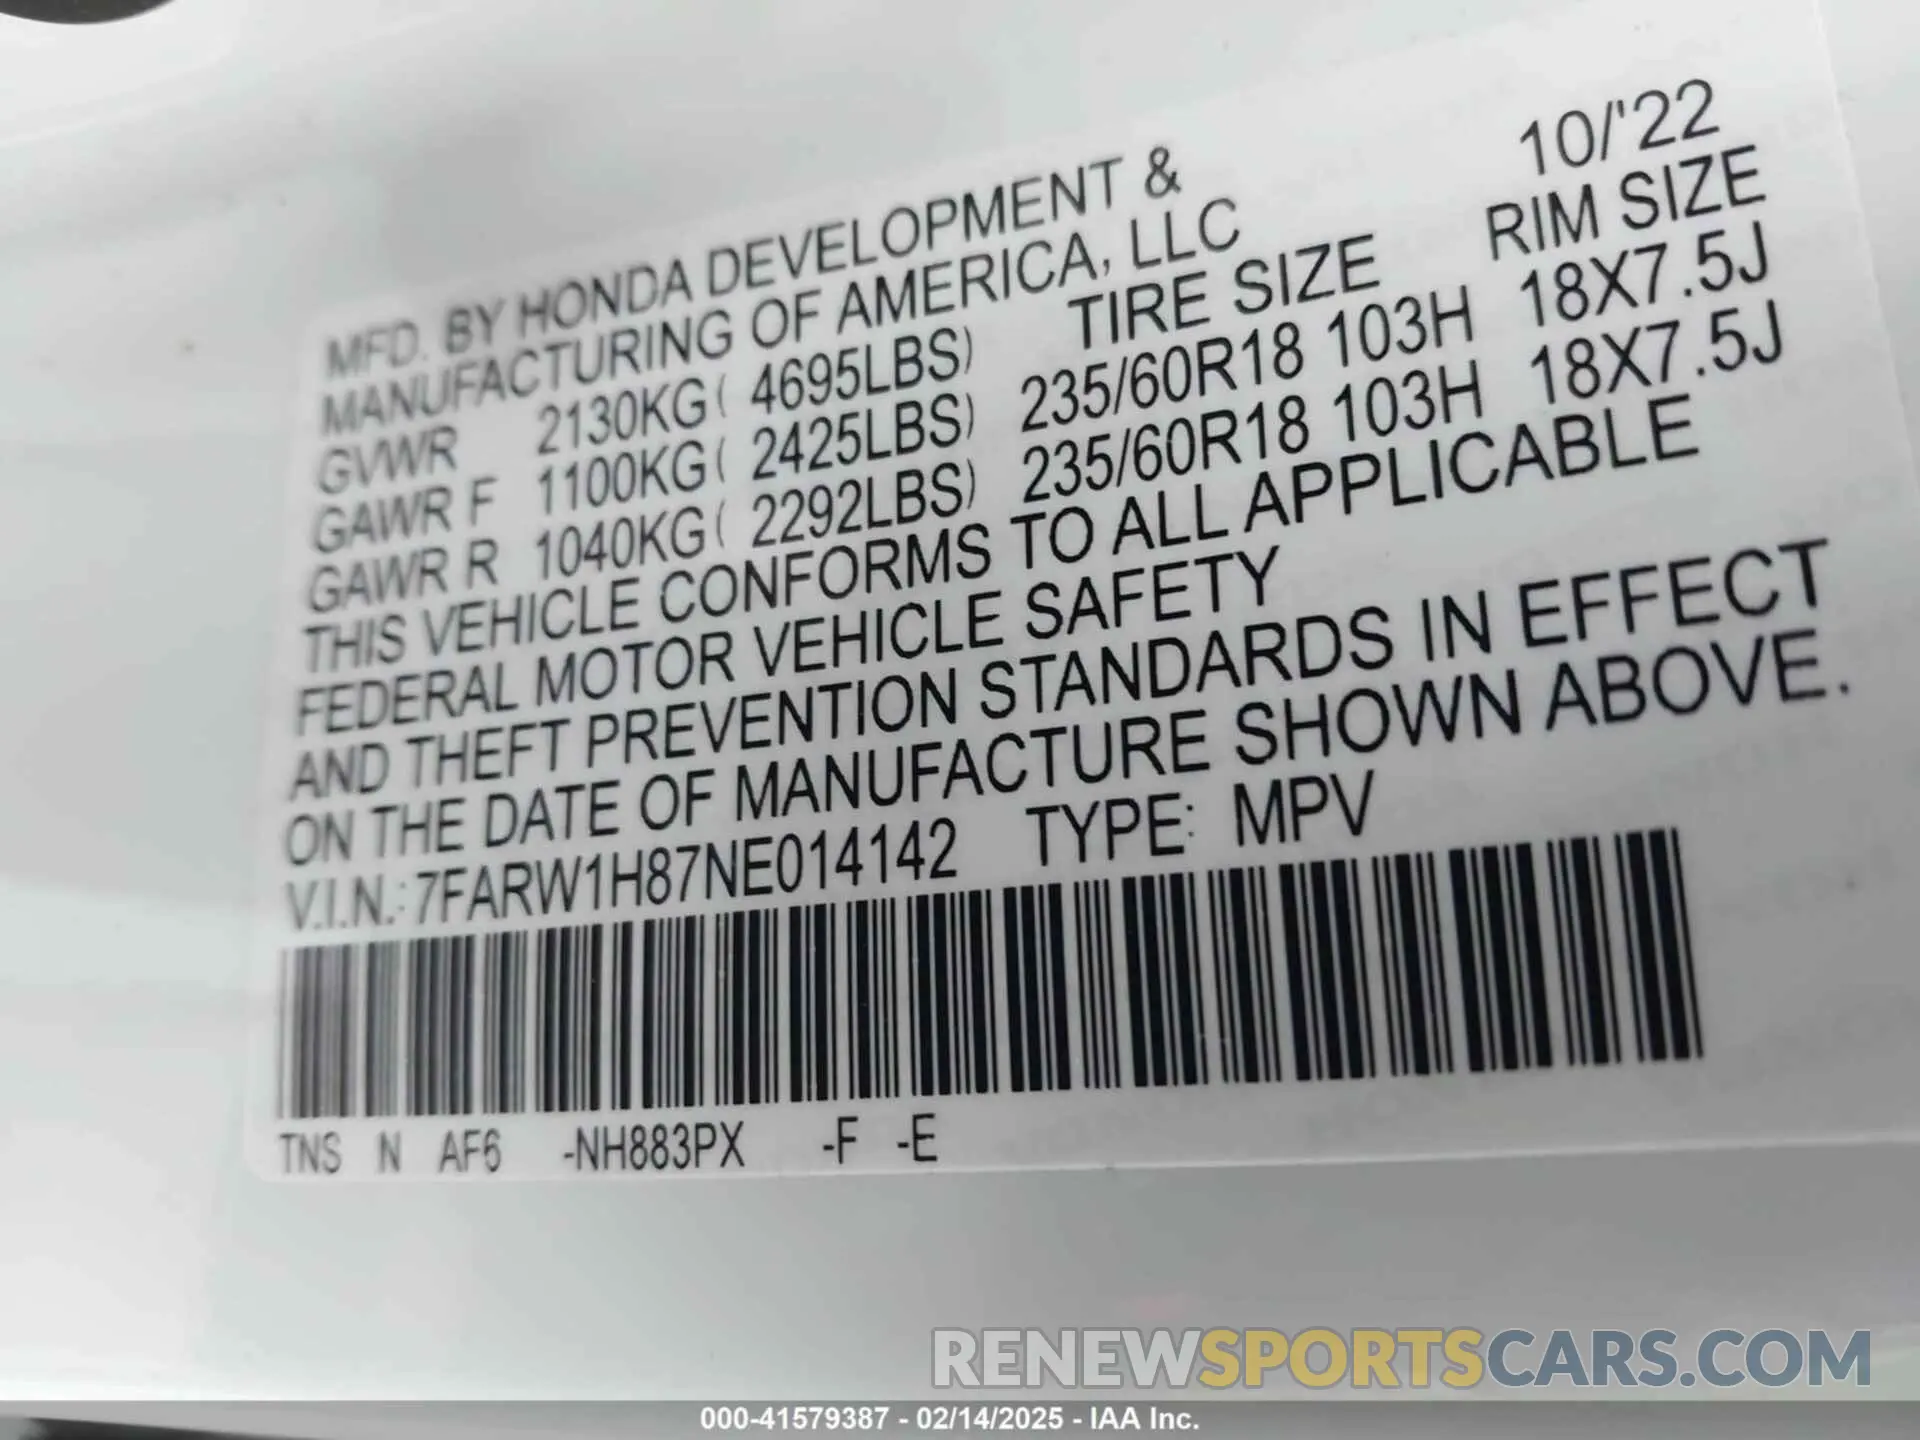 10/'22
MFD. BY HONDA DEVELOPMENT &
MANUFACTURING OF AMERICA, LLC
TIRE SIZE RIM SIZE
GVWR 2130KG( 4695LBS)
GAWR F 1100KG( 2425LBS) 235/60R18 103H 18X7.5J
GAWR R 1040KG( 2292LBS) 235/60R18 103H 18X7.5J
THIS VEHICLE CONFORMS TO ALL APPLICABLE
FEDERAL MOTOR VEHICLE SAFETY
AND THEFT PREVENTION STANDARDS IN EFFECT
ON THE DATE OF MANUFACTURE SHOWN ABOVE.
V.I.N.: 7FARW1H87NE014142 TYPE: MPV
TNS N AF6 -NH883PX -F -E
RENEWSPORTSCARS.COM
000-41579387 - 02/14/2025 - IAA Inc.